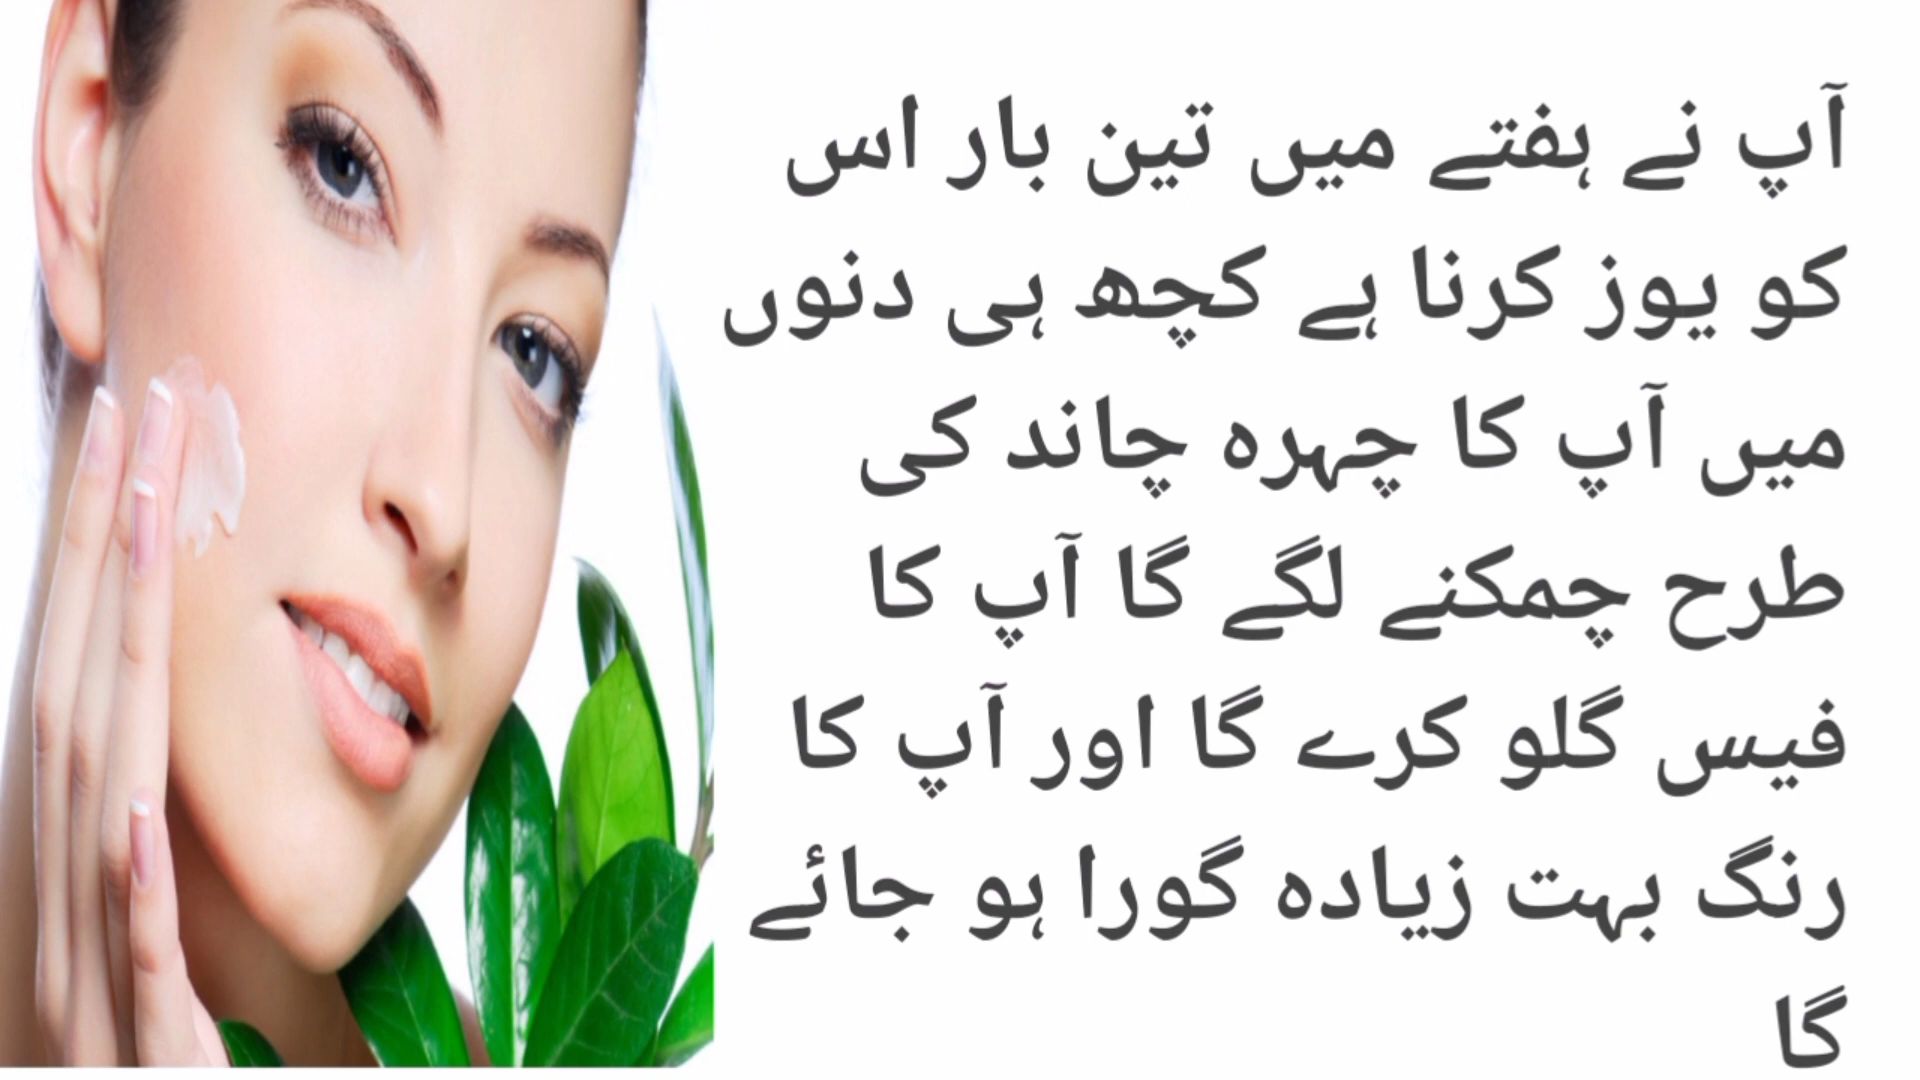 آپ نے ہفتے میں تین بار اس
کو یوز کرنا ہے کچھ ہی دنوں
میں آپ کا چہرہ چاند کی
طرح چمکنے لگے گا آپ کا
فیس گلو کرے گا اور آپ کا
رنگ بہت زیادہ گورا ہو جائے
گا